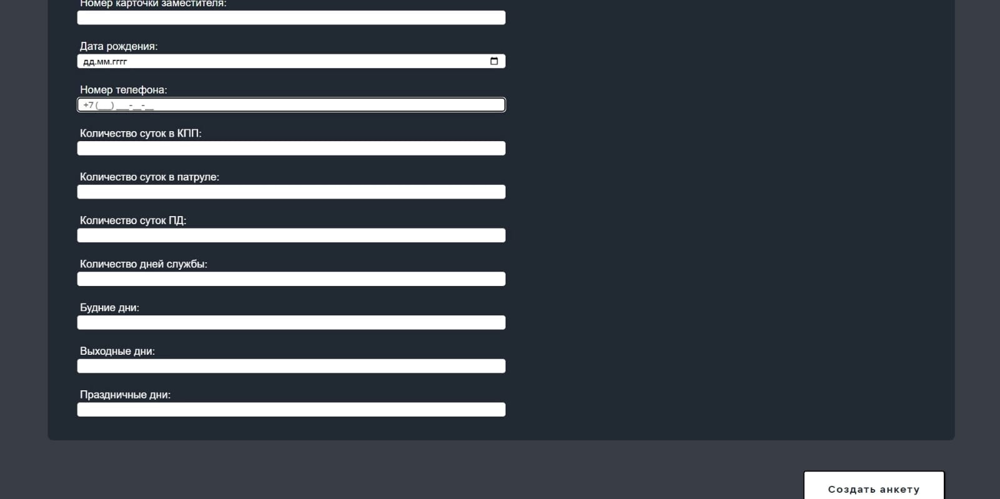 Номер карточки заместителя:
Дата рождения:
дд.мм.гггг
Номер телефона:
+7 (___) ___-__-__
Количество суток в КПП:
Количество суток в патруле:
Количество суток ПД:
Количество дней службы:
Будние дни:
Выходные дни:
Праздничные дни:
Создать анкету